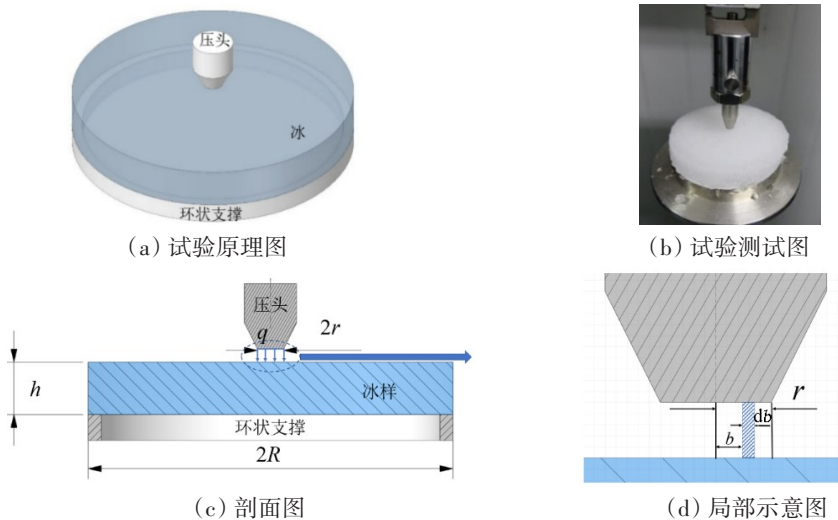 压头
冰
环状支撑
(a) 试验原理图
(b) 试验测试图
压头
q
2r
h
冰样
环状支撑
2R
(c) 剖面图
r
db
b
(d) 局部示意图